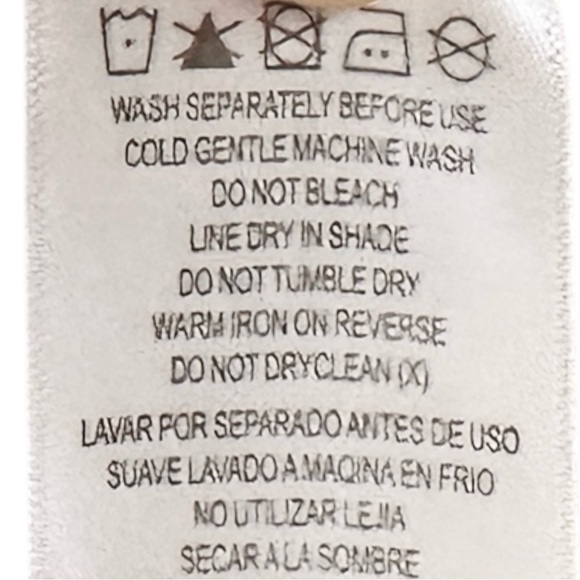 WASH SEPARATELY BEFORE USE
COLD GENTLE MACHINE WASH
DO NOT BLEACH
LINE DRY IN SHADE
DO NOT TUMBLE DRY
WARM IRON ON REVERSE
DO NOT DRYCLEAN (X)
LAVAR POR SEPARADO ANTES DE USO
SUAVE LAVADO A.MAQINA EN FRIO
NO UTILIZAR LEJIA
SECAR A LA SOMBRE